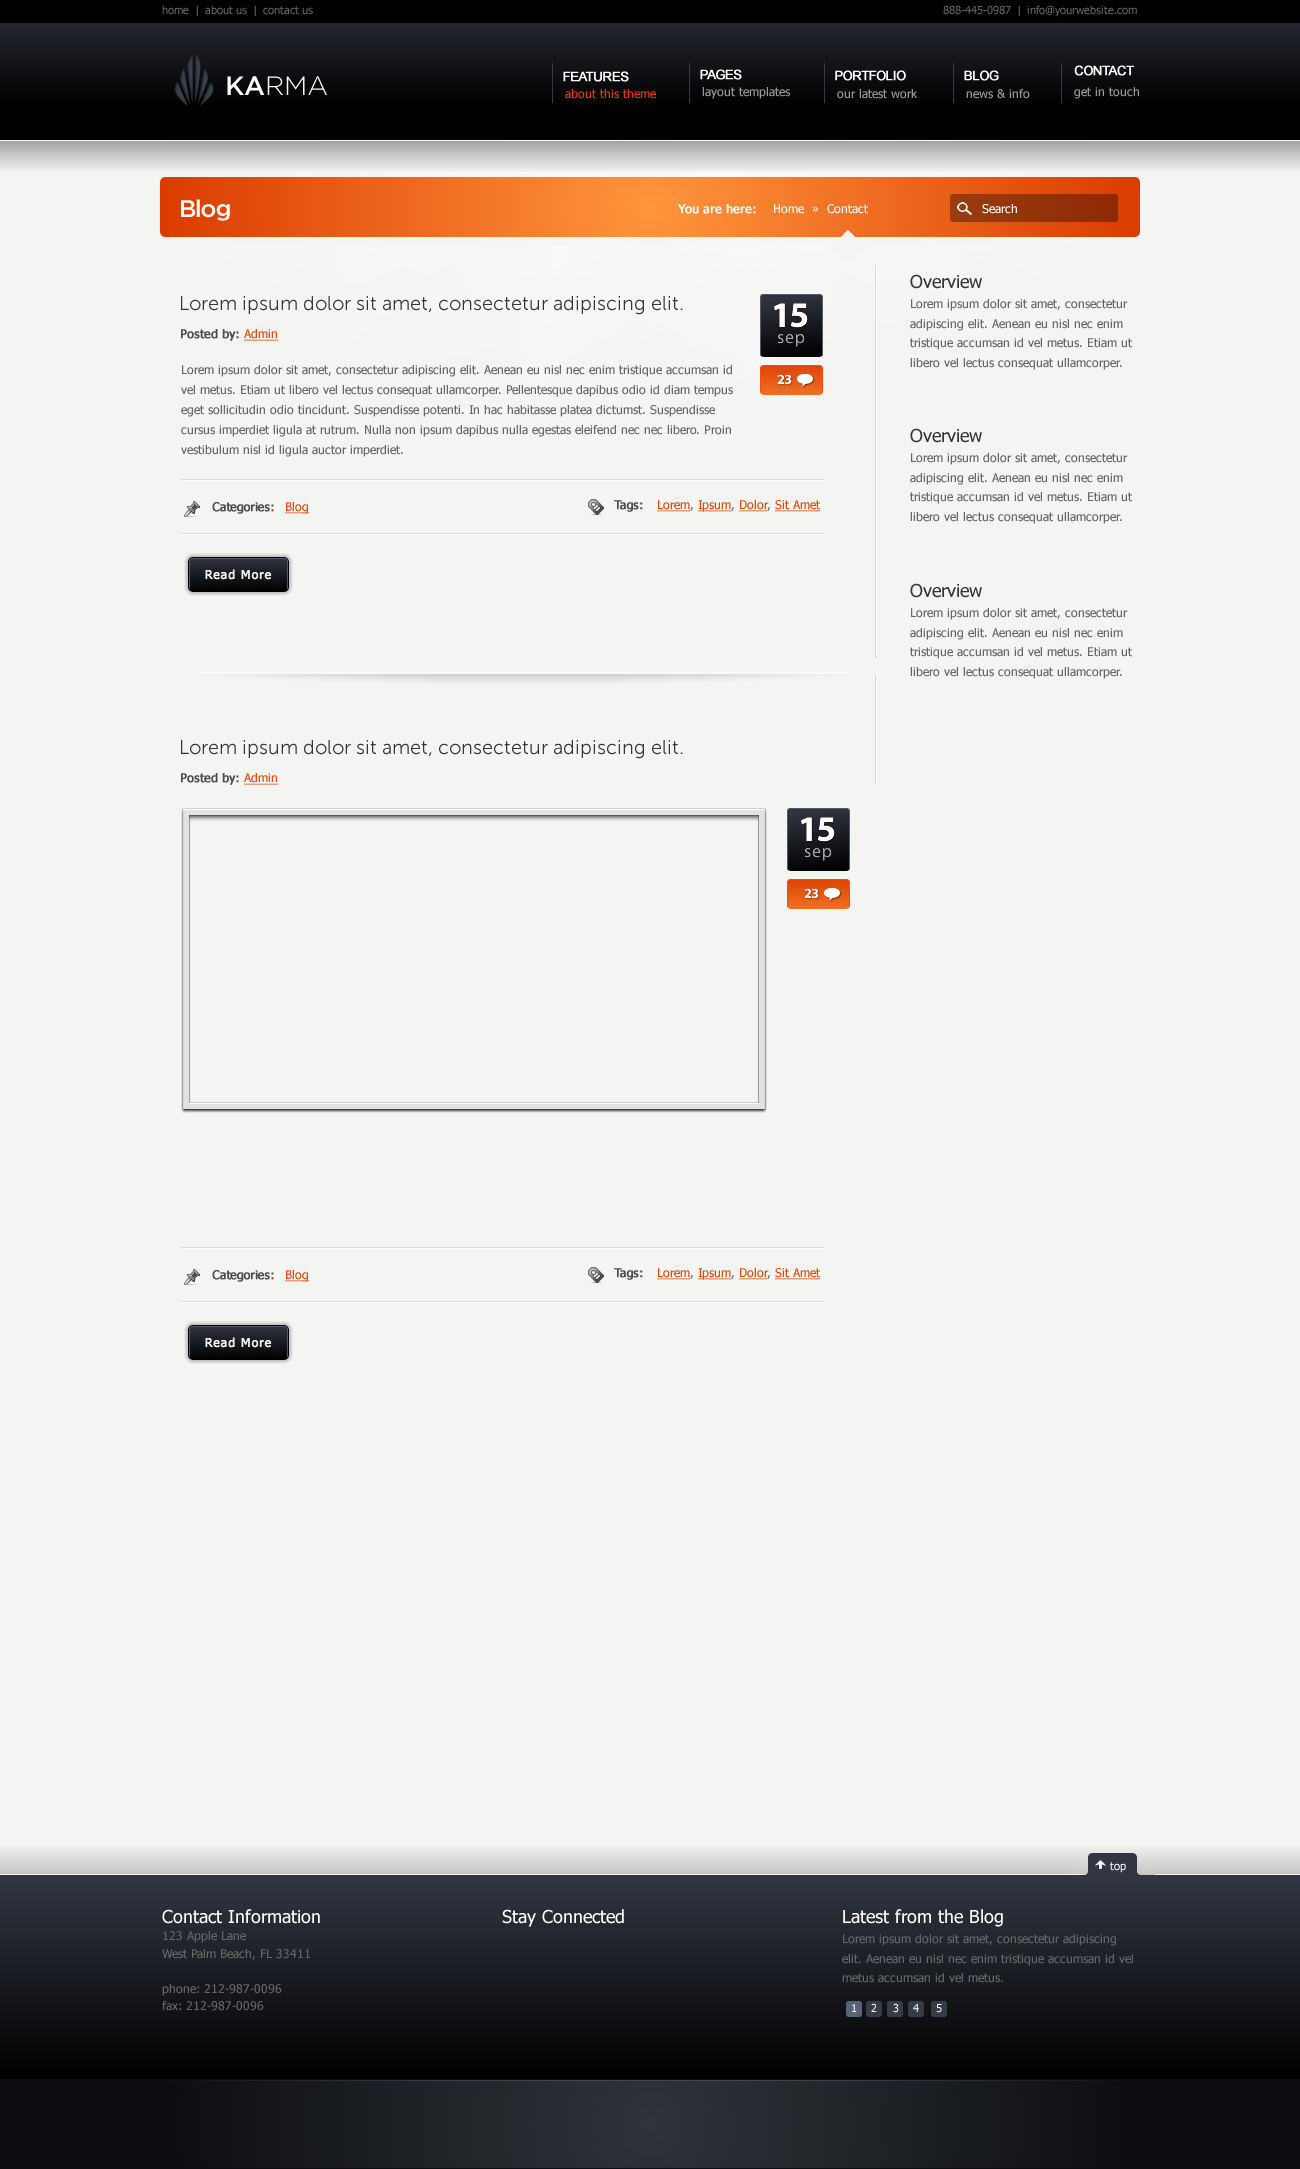 home | about us | contact us
888-445-0987 | info@yourwebsite.com
KARMA
FEATURES
about this theme
PAGES
layout templates
PORTFOLIO
our latest work
BLOG
news & info
CONTACT
get in touch
Blog
You are here: Home » Contact
Search
Lorem ipsum dolor sit amet, consectetur adipiscing elit.
Posted by: Admin
15
sep
23
Lorem ipsum dolor sit amet, consectetur adipiscing elit. Aenean eu nisl nec enim tristique accumsan id
vel metus. Etiam ut libero vel lectus consequat ullamcorper. Pellentesque dapibus odio id diam tempus
eget sollicitudin odio tincidunt. Suspendisse potenti. In hac habitasse platea dictumst. Suspendisse
cursus imperdiet ligula at rutrum. Nulla non ipsum dapibus nulla egestas eleifend nec nec libero. Proin
vestibulum nisl id ligula auctor imperdiet.
Categories: Blog
Tags: Lorem, Ipsum, Dolor, Sit Amet
Read More
Overview
Lorem ipsum dolor sit amet, consectetur
adipiscing elit. Aenean eu nisl nec enim
tristique accumsan id vel metus. Etiam ut
libero vel lectus consequat ullamcorper.
Overview
Lorem ipsum dolor sit amet, consectetur
adipiscing elit. Aenean eu nisl nec enim
tristique accumsan id vel metus. Etiam ut
libero vel lectus consequat ullamcorper.
Overview
Lorem ipsum dolor sit amet, consectetur
adipiscing elit. Aenean eu nisl nec enim
tristique accumsan id vel metus. Etiam ut
libero vel lectus consequat ullamcorper.
Lorem ipsum dolor sit amet, consectetur adipiscing elit.
Posted by: Admin
15
sep
23
Categories: Blog
Tags: Lorem, Ipsum, Dolor, Sit Amet
Read More
top
Contact Information
123 Apple Lane
West Palm Beach, FL 33411
phone: 212-987-0096
fax: 212-987-0096
Stay Connected
Latest from the Blog
Lorem ipsum dolor sit amet, consectetur adipiscing
elit. Aenean eu nisl nec enim tristique accumsan id vel
metus accumsan id vel metus.
1 2 3 4 5